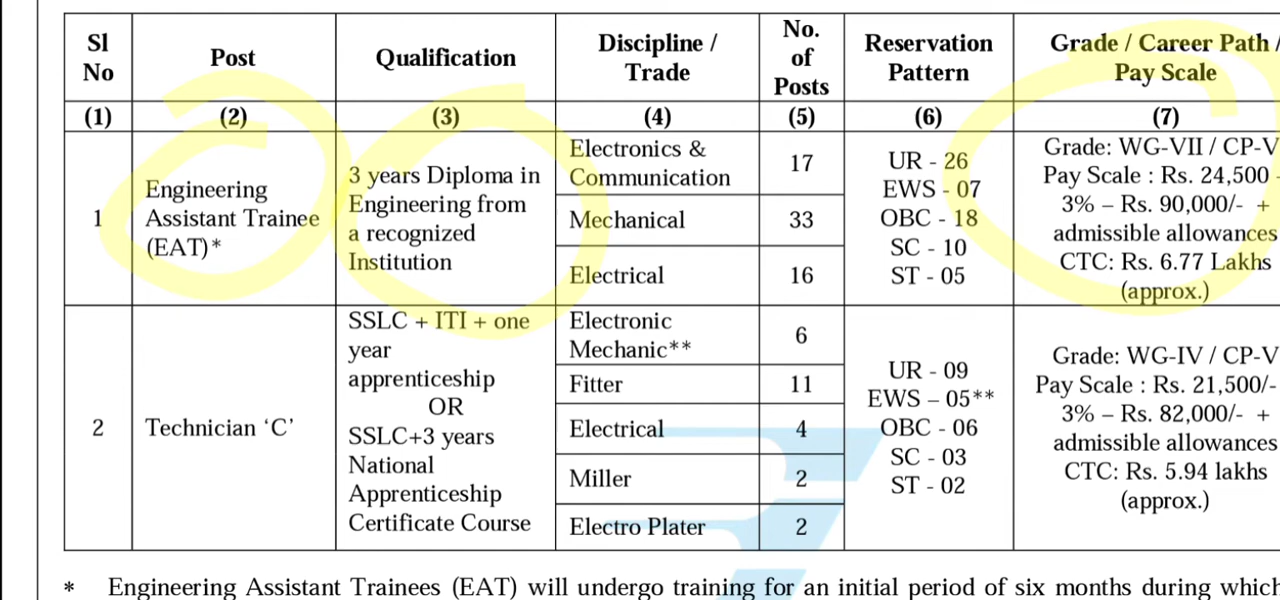 Sl No
Post
Qualification
Discipline / Trade
No. of Posts
Reservation Pattern
Grade / Career Path / Pay Scale
(1)
(2)
(3)
(4)
(5)
(6)
(7)
1
Engineering
Assistant Trainee
(EAT)*
3 years Diploma in
Engineering from
a recognized
Institution
Electronics &
Communication
17
Mechanical
33
Electrical
16
UR - 26
EWS - 07
OBC - 18
SC - 10
ST - 05
Grade: WG-VII / CP-V
Pay Scale : Rs. 24,500 -
3% – Rs. 90,000/- +
admissible allowances
CTC: Rs. 6.77 Lakhs
(approx.)
2
Technician ‘C’
SSLC + ITI + one
year
apprenticeship
OR
SSLC+3 years
National
Apprenticeship
Certificate Course
Electronic
Mechanic**
6
Fitter
11
Electrical
4
Miller
2
Electro Plater
2
UR - 09
EWS – 05**
OBC - 06
SC - 03
ST - 02
Grade: WG-IV / CP-V
Pay Scale : Rs. 21,500/-
3% – Rs. 82,000/- +
admissible allowances
CTC: Rs. 5.94 lakhs
(approx.)
* Engineering Assistant Trainees (EAT) will undergo training for an initial period of six months during which